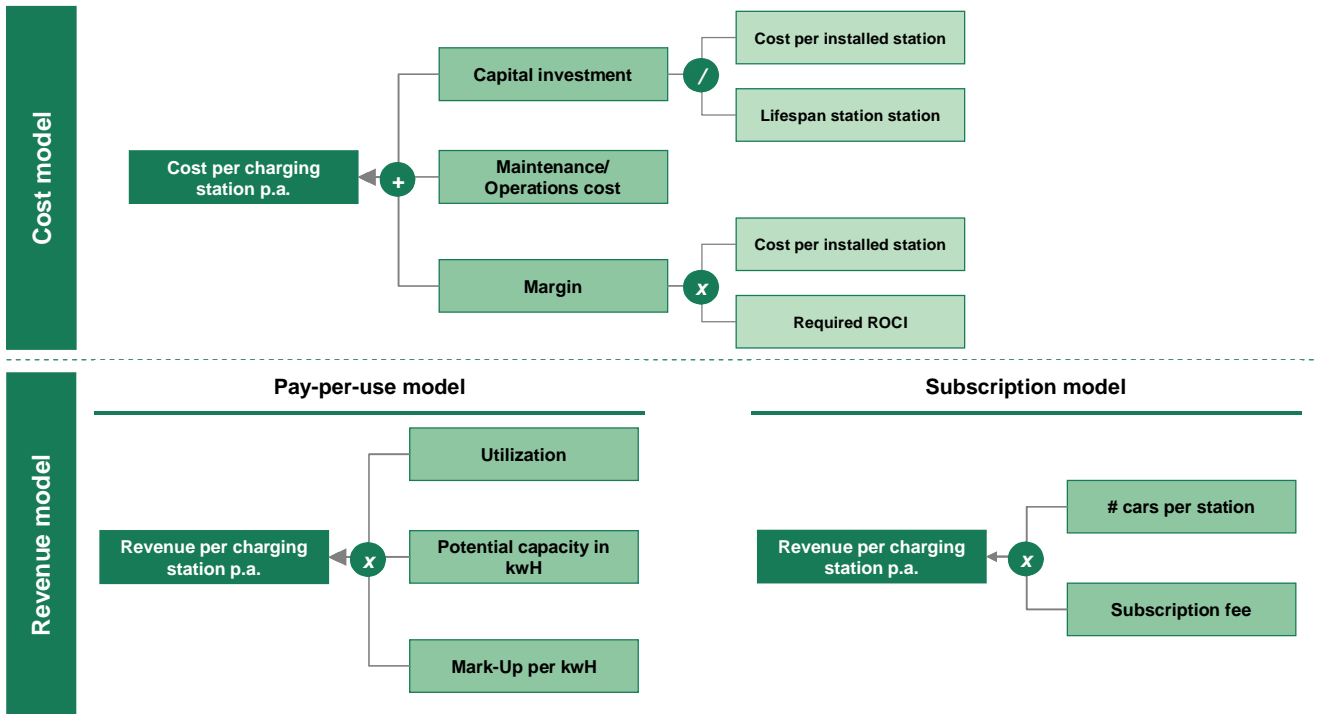 Cost model
Cost per installed station
Capital investment
/
Lifespan station station
Cost per charging
station p.a.
+
Maintenance/
Operations cost
Cost per installed station
Margin
x
Required ROCI
Revenue model
Pay-per-use model
Utilization
Revenue per charging
station p.a.
x
Potential capacity in
kwH
Mark-Up per kwH
Subscription model
# cars per station
Revenue per charging
station p.a.
x
Subscription fee